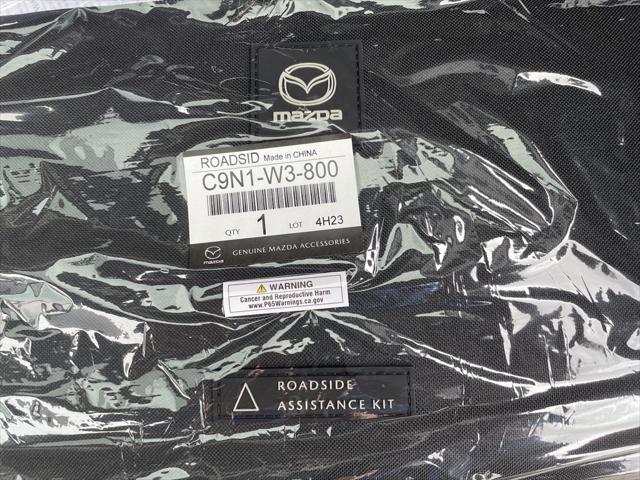 mazda
ROADSID Made in CHINA
C9N1-W3-800
QTY 1 LOT 4H23
mazda GENUINE MAZDA ACCESSORIES
WARNING
Cancer and Reproductive Harm
www.P65Warnings.ca.gov
ROADSIDE
ASSISTANCE KIT